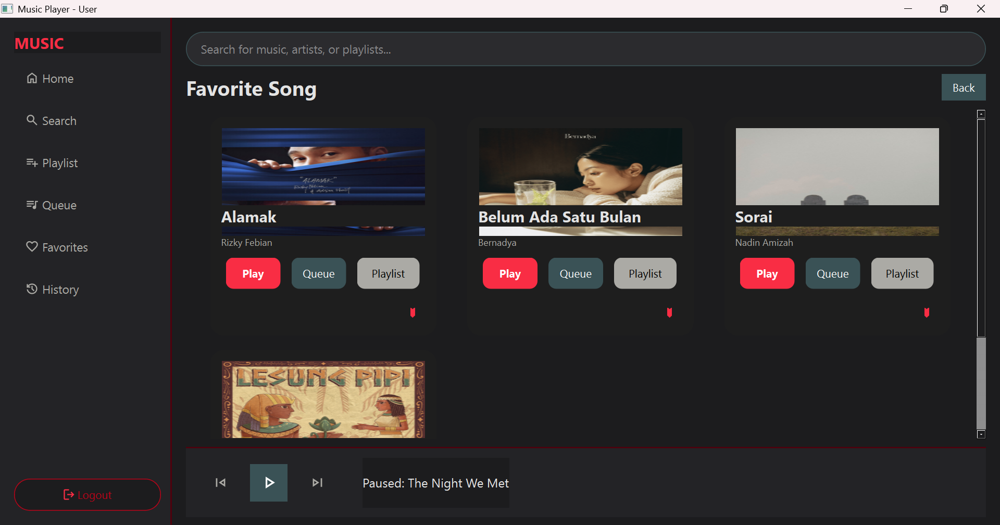 Music Player - User
MUSIC
Home
Search
Playlist
Queue
Favorites
History
Logout
Search for music, artists, or playlists...
Favorite Song
Back
"ALAMAK"
Rizky Febian
Alamak
Rizky Febian
Play
Queue
Playlist
Bernadya
Belum Ada Satu Bulan
Bernadya
Play
Queue
Playlist
Sorai
Nadin Amizah
Play
Queue
Playlist
LESUNG PIPI
Paused: The Night We Met